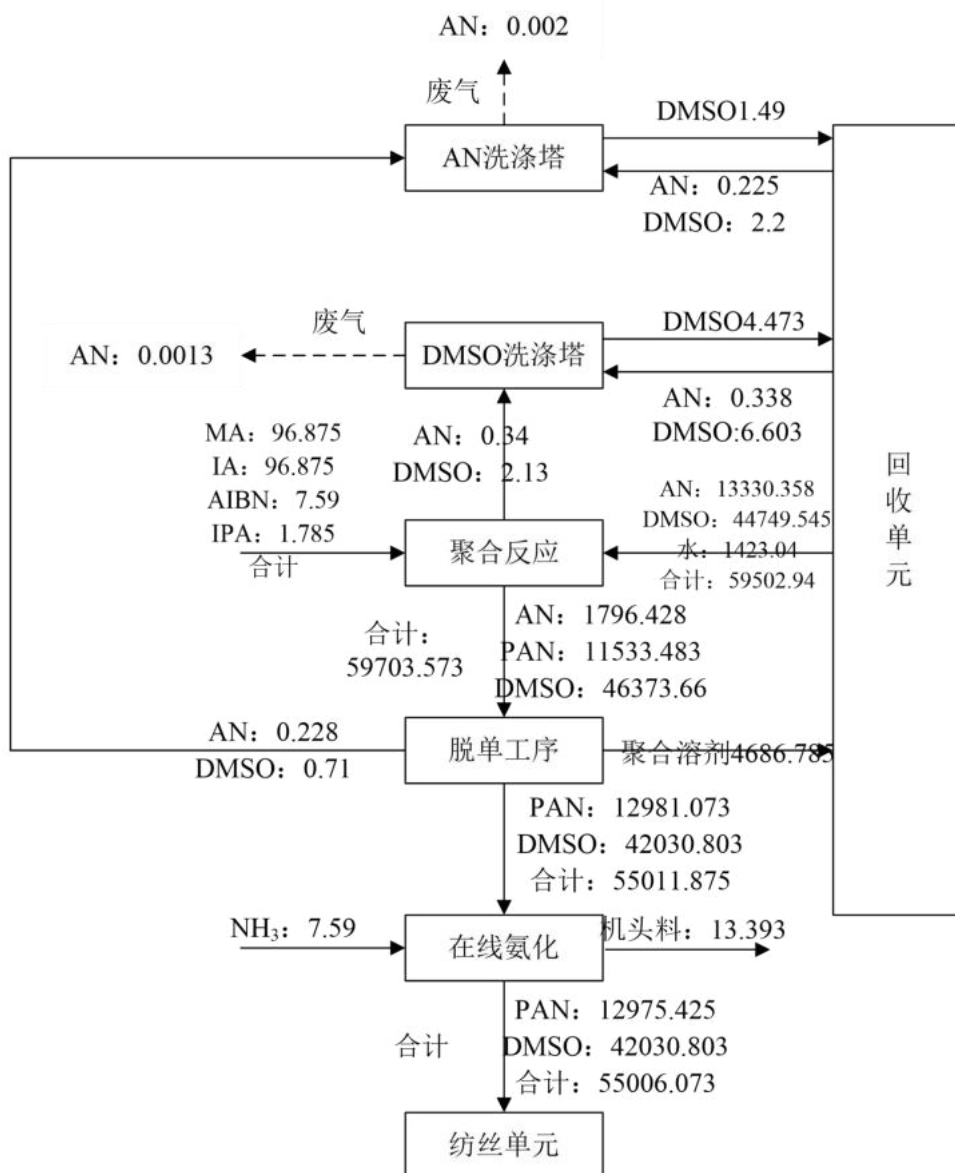 AN：0.002
废气
DMSO1.49
AN洗涤塔
AN：0.225
DMSO：2.2
废气
DMSO4.473
AN：0.0013
DMSO洗涤塔
AN：0.338
DMSO:6.603
MA：96.875
IA：96.875
AIBN：7.59
IPA：1.785
合计
AN：0.34
DMSO：2.13
AN：13330.358
DMSO：44749.545
水：1423.04
合计：59502.94
回收单元
聚合反应
合计：
59703.573
AN：1796.428
PAN：11533.483
DMSO：46373.66
AN：0.228
DMSO：0.71
脱单工序
聚合溶剂4686.785
PAN：12981.073
DMSO：42030.803
合计：55011.875
NH₃：7.59
在线氨化
机头料：13.393
合计
PAN：12975.425
DMSO：42030.803
合计：55006.073
纺丝单元